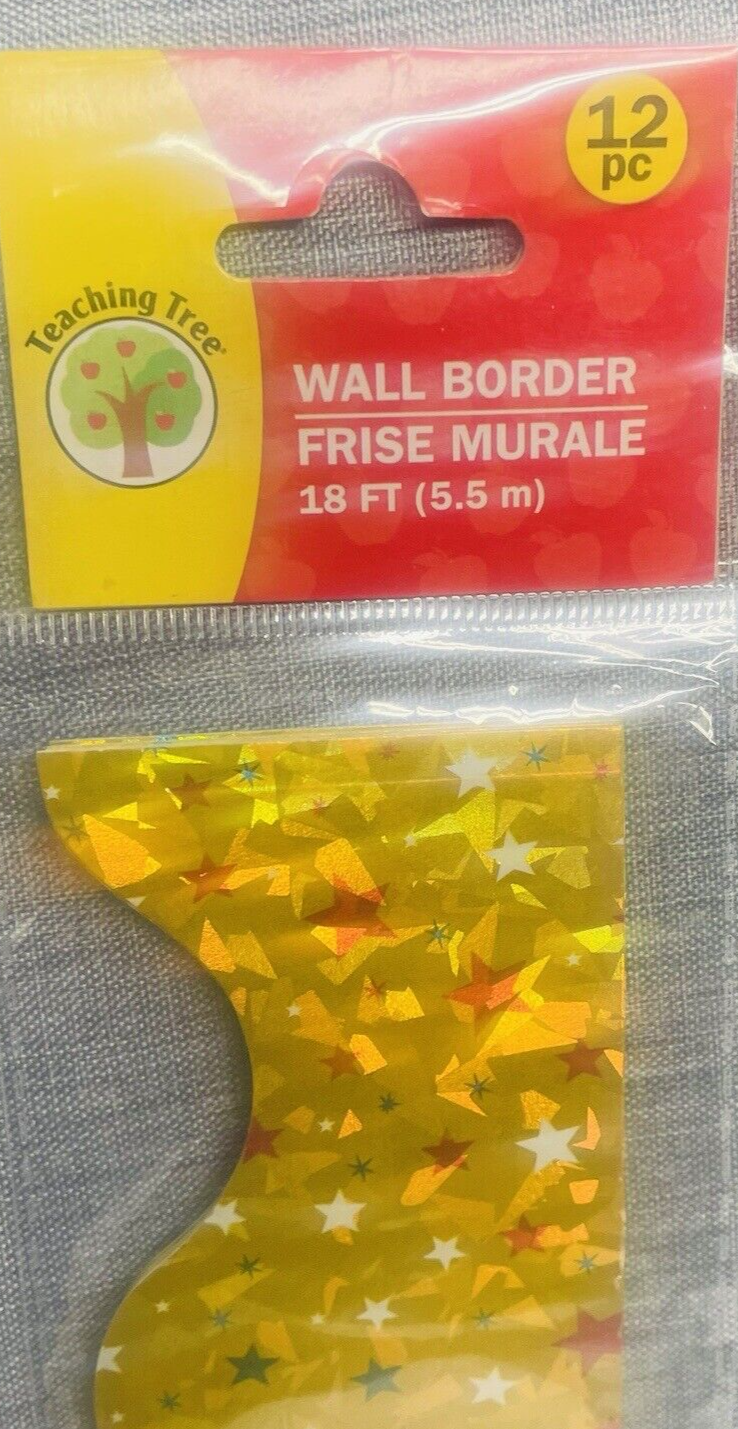 12
pc
Teaching Tree®
WALL BORDER
FRISE MURALE
18 FT (5.5 m)